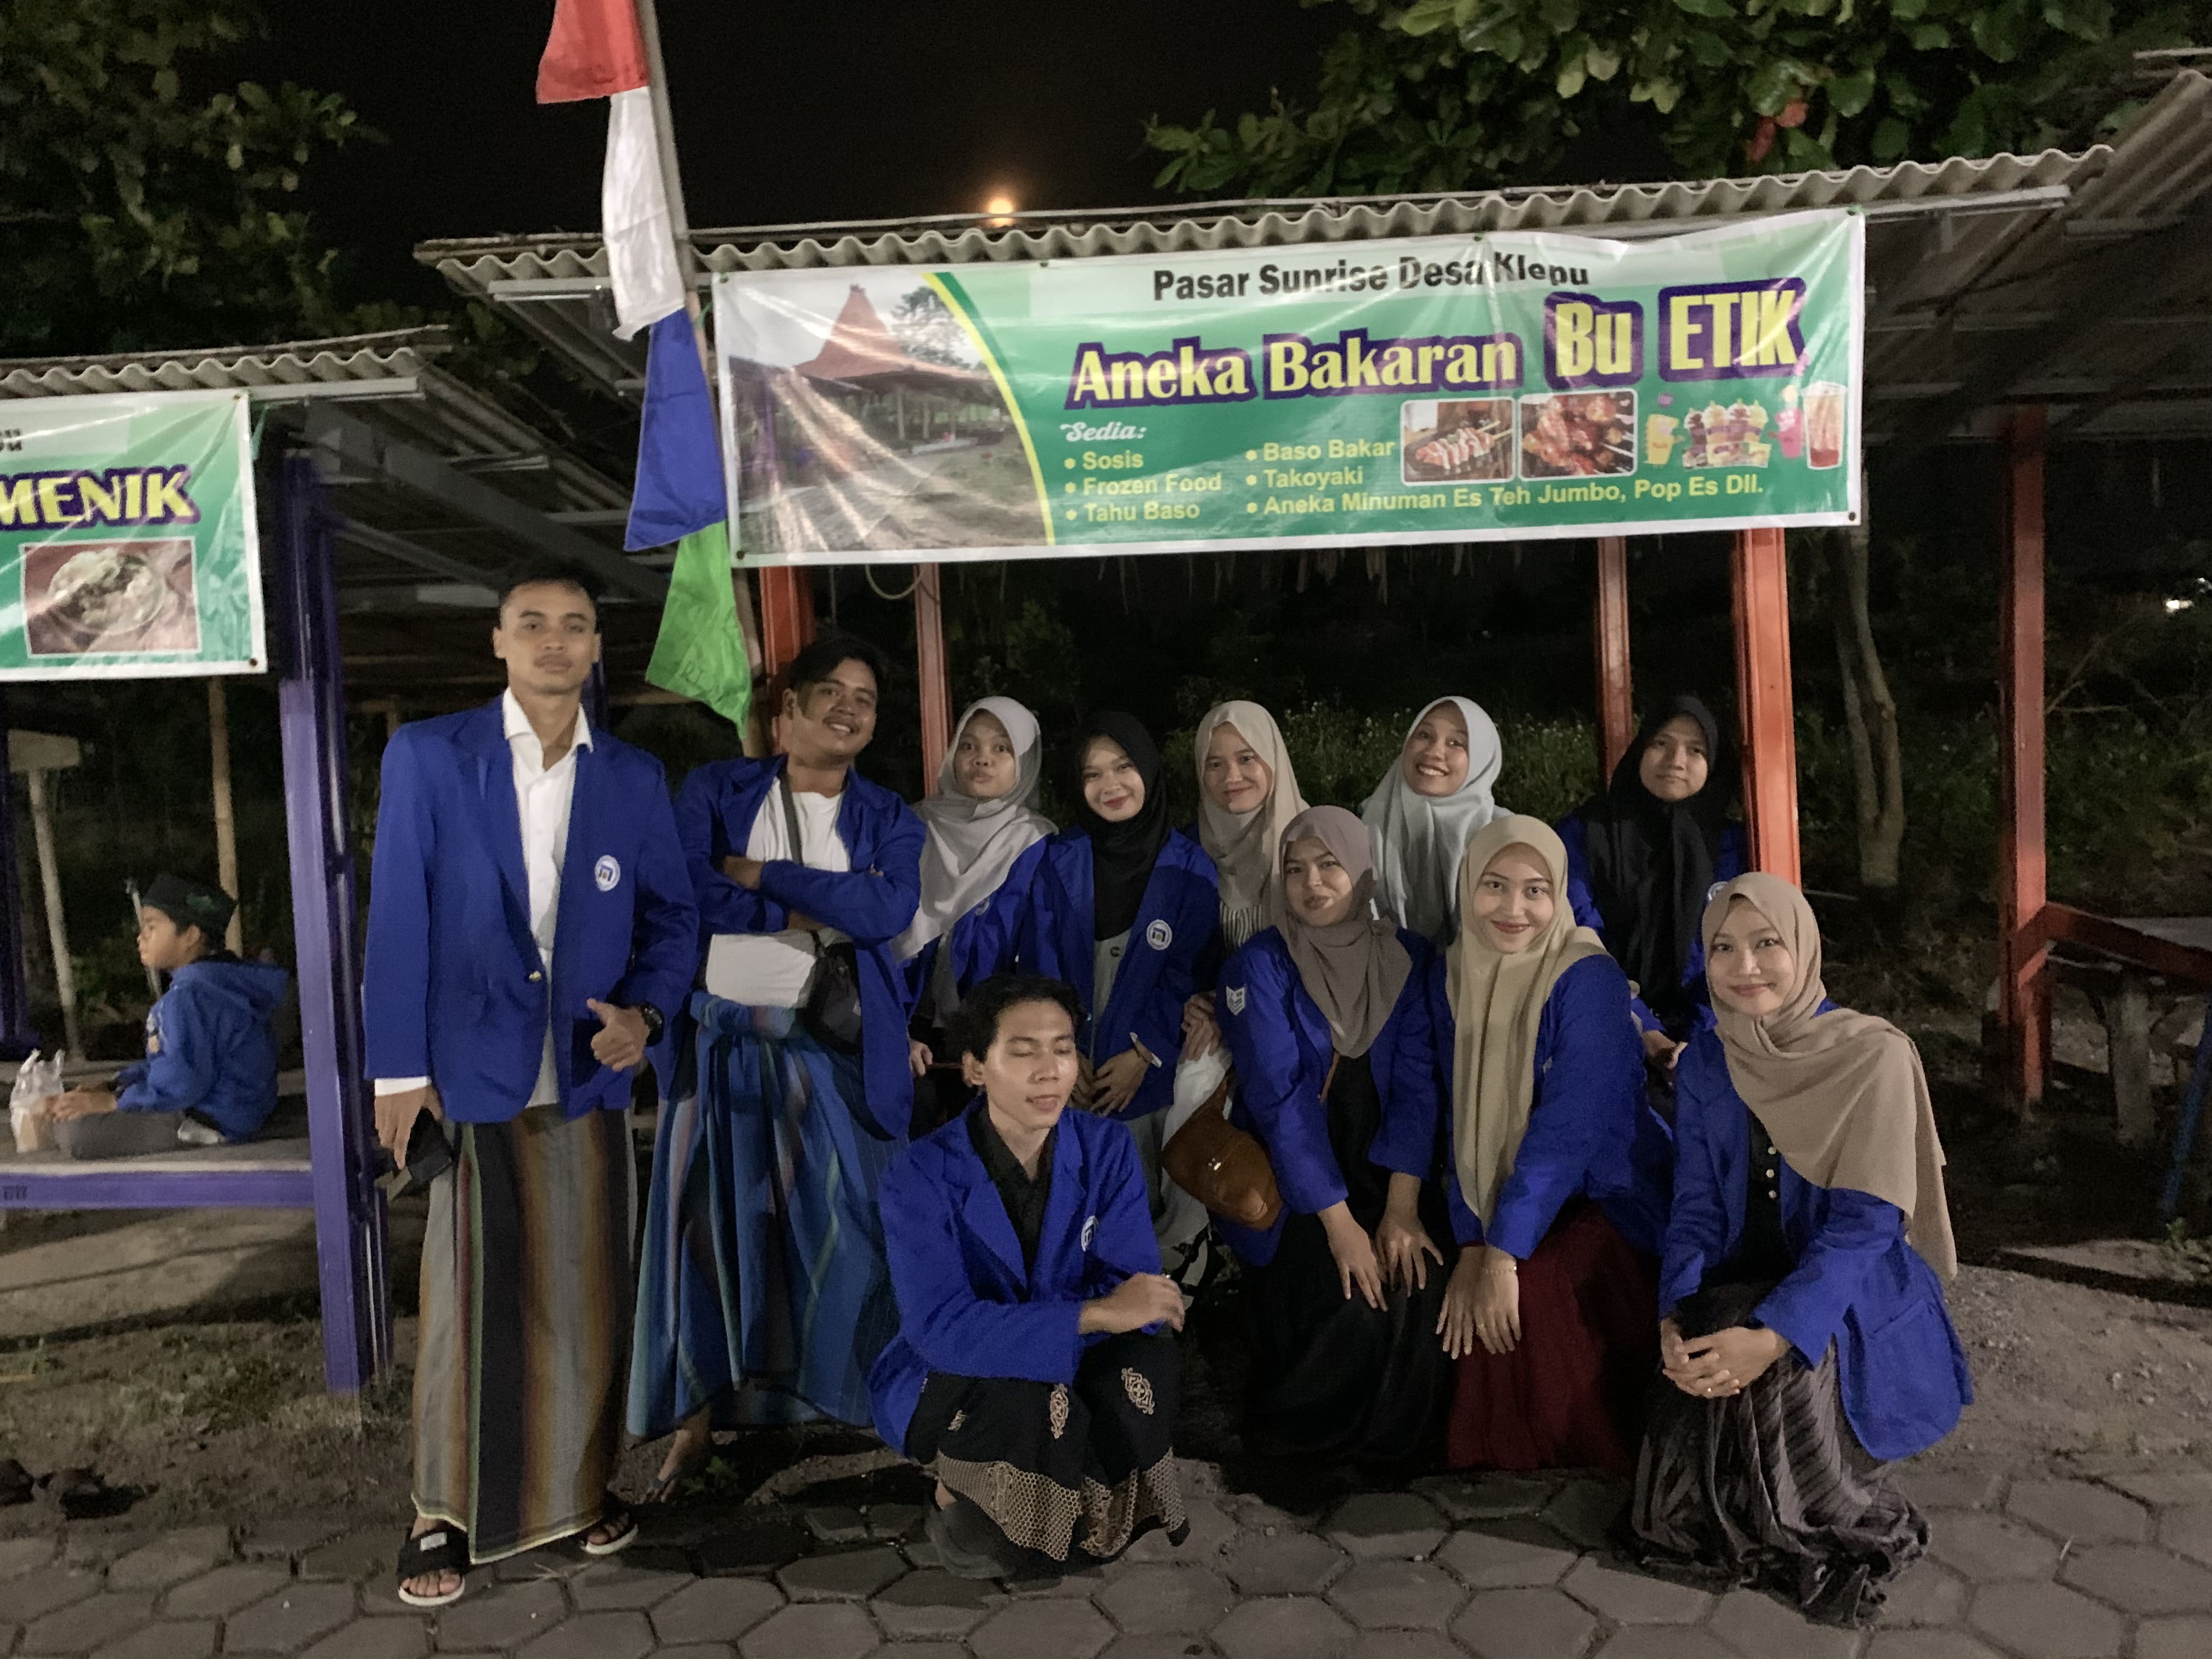 Pasar Sunrise Desa Klepu
Aneka Bakaran Bu ETIK
Sedia:
• Sosis
• Frozen Food
• Tahu Baso
• Baso Bakar
• Takoyaki
• Aneka Minuman Es Teh Jumbo, Pop Es Dll.
MENIK